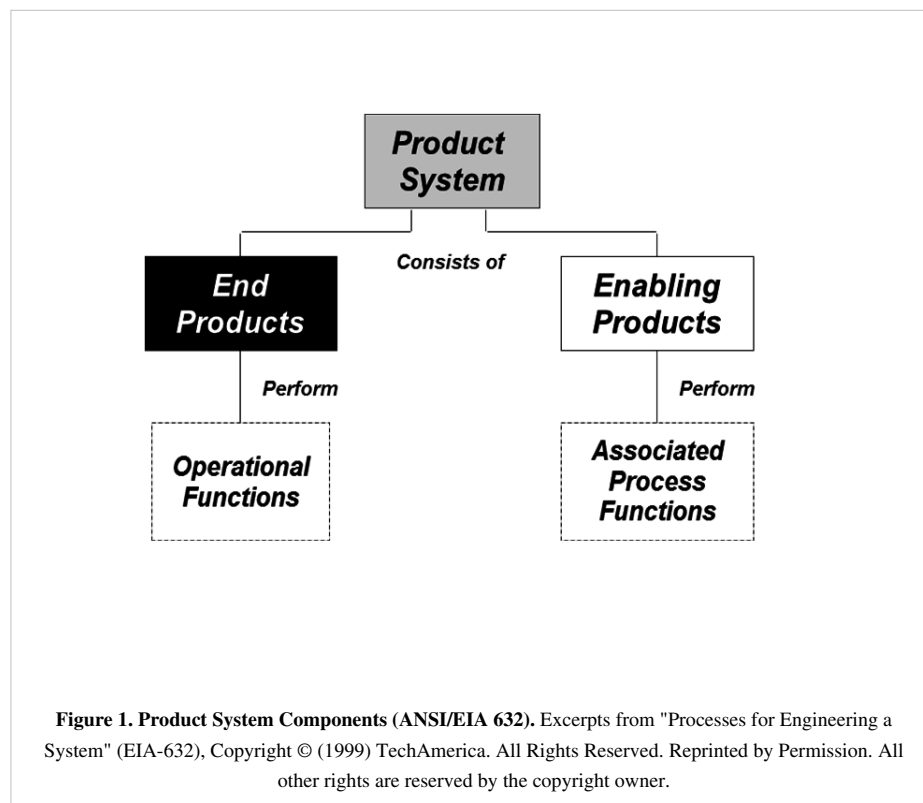 Product
System
Consists of
End
Products
Enabling
Products
Perform
Perform
Operational
Functions
Associated
Process
Functions
Figure 1. Product System Components (ANSI/EIA 632). Excerpts from "Processes for Engineering a
System" (EIA-632), Copyright © (1999) TechAmerica. All Rights Reserved. Reprinted by Permission. All
other rights are reserved by the copyright owner.